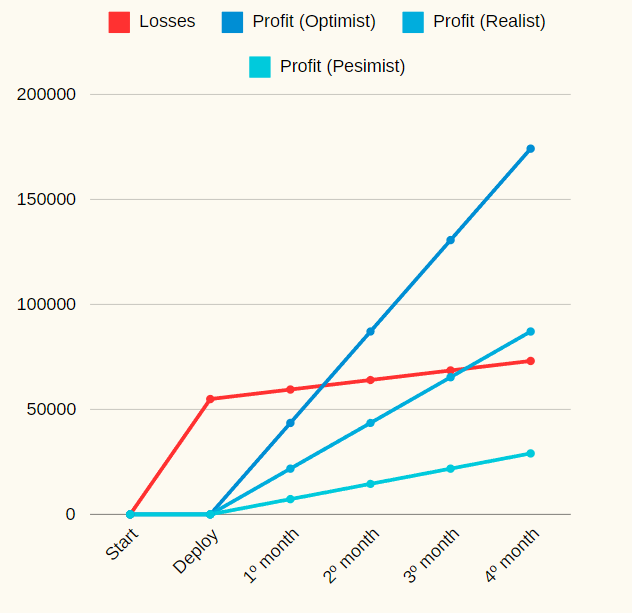 Losses Profit (Optimist) Profit (Realist)
Profit (Pesimist)
200000
150000
100000
50000
0
Start Deploy 1º month 2º month 3º month 4º month